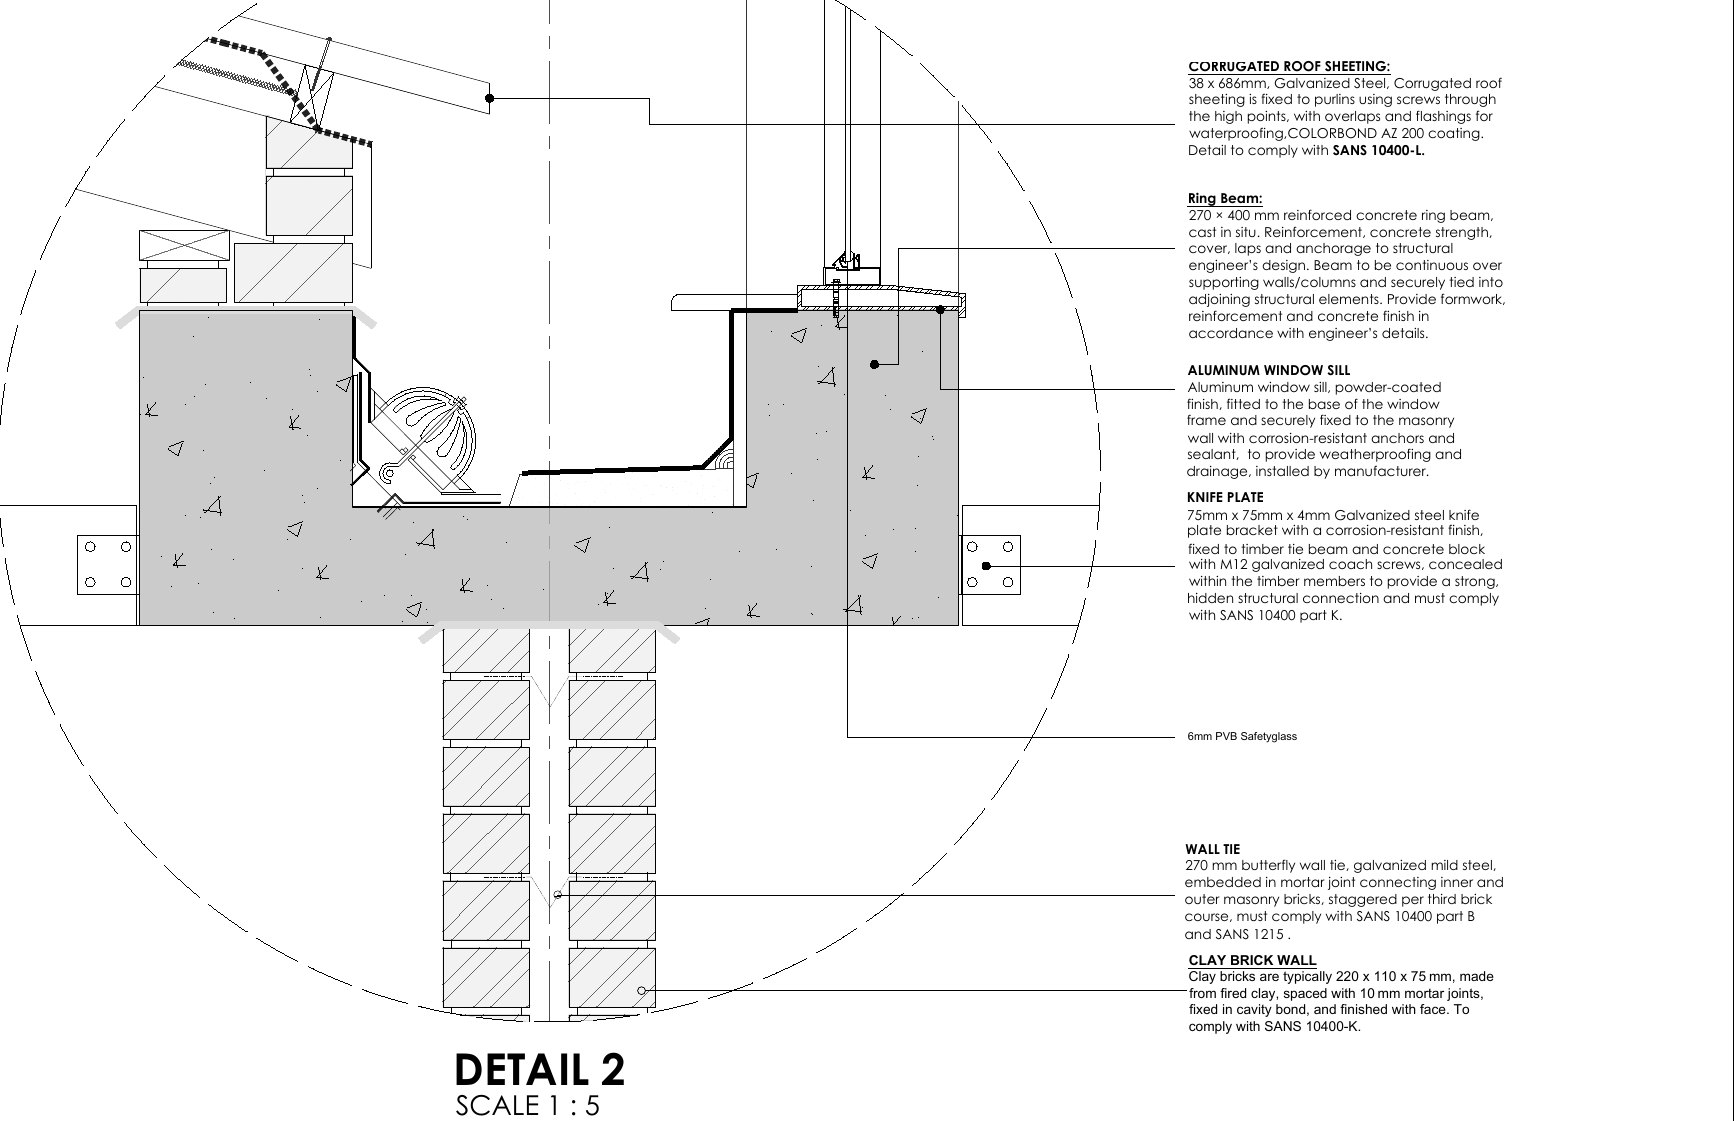 CORRUGATED ROOF SHEETING:
38 x 686mm, Galvanized Steel, Corrugated roof
sheeting is fixed to purlins using screws through
the high points, with overlaps and flashings for
waterproofing,COLORBOND AZ 200 coating.
Detail to comply with SANS 10400-L.
Ring Beam:
270 × 400 mm reinforced concrete ring beam,
cast in situ. Reinforcement, concrete strength,
cover, laps and anchorage to structural
engineer’s design. Beam to be continuous over
supporting walls/columns and securely tied into
adjoining structural elements. Provide formwork,
reinforcement and concrete finish in
accordance with engineer’s details.
ALUMINUM WINDOW SILL
Aluminum window sill, powder-coated
finish, fitted to the base of the window
frame and securely fixed to the masonry
wall with corrosion-resistant anchors and
sealant, to provide weatherproofing and
drainage, installed by manufacturer.
KNIFE PLATE
75mm x 75mm x 4mm Galvanized steel knife
plate bracket with a corrosion-resistant finish,
fixed to timber tie beam and concrete block
with M12 galvanized coach screws, concealed
within the timber members to provide a strong,
hidden structural connection and must comply
with SANS 10400 part K.
6mm PVB Safetyglass
WALL TIE
270 mm butterfly wall tie, galvanized mild steel,
embedded in mortar joint connecting inner and
outer masonry bricks, staggered per third brick
course, must comply with SANS 10400 part B
and SANS 1215 .
CLAY BRICK WALL
Clay bricks are typically 220 x 110 x 75 mm, made
from fired clay, spaced with 10 mm mortar joints,
fixed in cavity bond, and finished with face. To
comply with SANS 10400-K.
DETAIL 2
SCALE 1 : 5